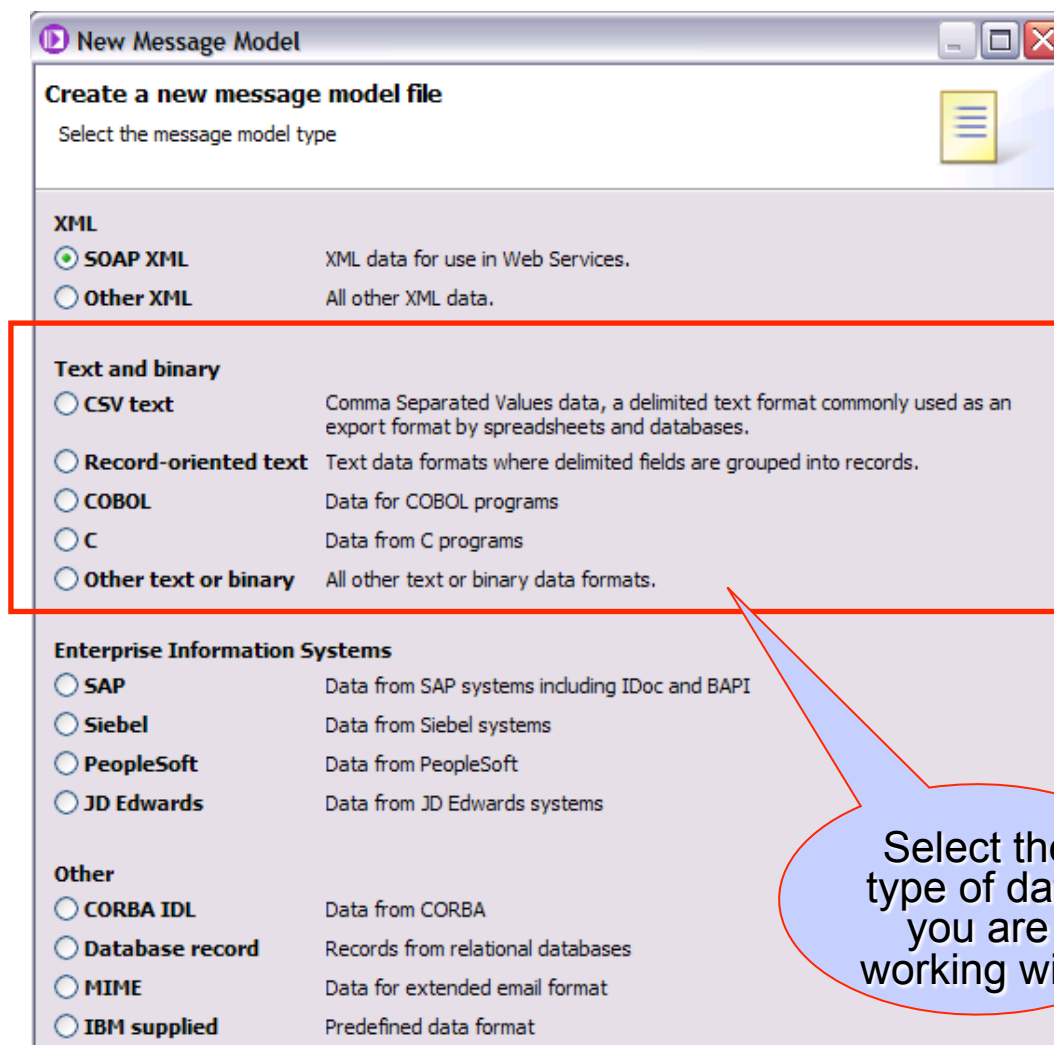 New Message Model
Create a new message model file
Select the message model type
XML
SOAP XML XML data for use in Web Services.
Other XML All other XML data.
Text and binary
CSV text Comma Separated Values data, a delimited text format commonly used as an
export format by spreadsheets and databases.
Record-oriented text Text data formats where delimited fields are grouped into records.
COBOL Data for COBOL programs
C Data from C programs
Other text or binary All other text or binary data formats.
Enterprise Information Systems
SAP Data from SAP systems including IDoc and BAPI
Siebel Data from Siebel systems
PeopleSoft Data from PeopleSoft
JD Edwards Data from JD Edwards systems
Other
CORBA IDL Data from CORBA
Database record Records from relational databases
MIME Data for extended email format
IBM supplied Predefined data format
Select the
type of
you are
working